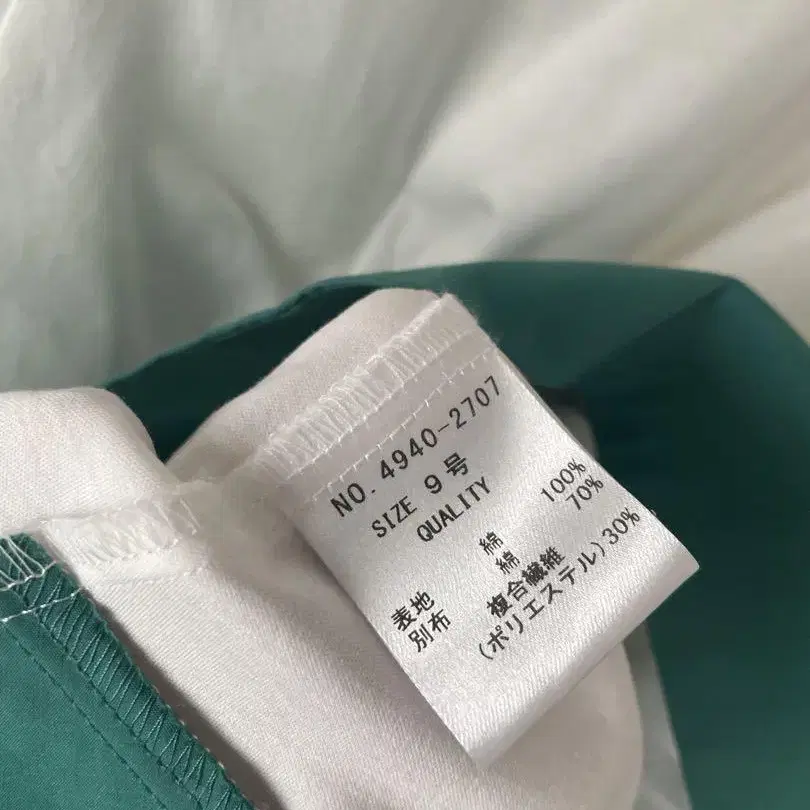 NO. 4940-2707
SIZE 9号
QUALITY
表地 綿 100%
別布 綿 70%
複合繊維
(ポリエステル)30%